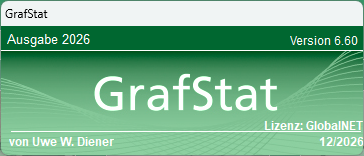 GrafStat
Ausgabe 2026 Version 6.60
GrafStat
Lizenz: GlobalNET
von Uwe W. Diener 12/2026